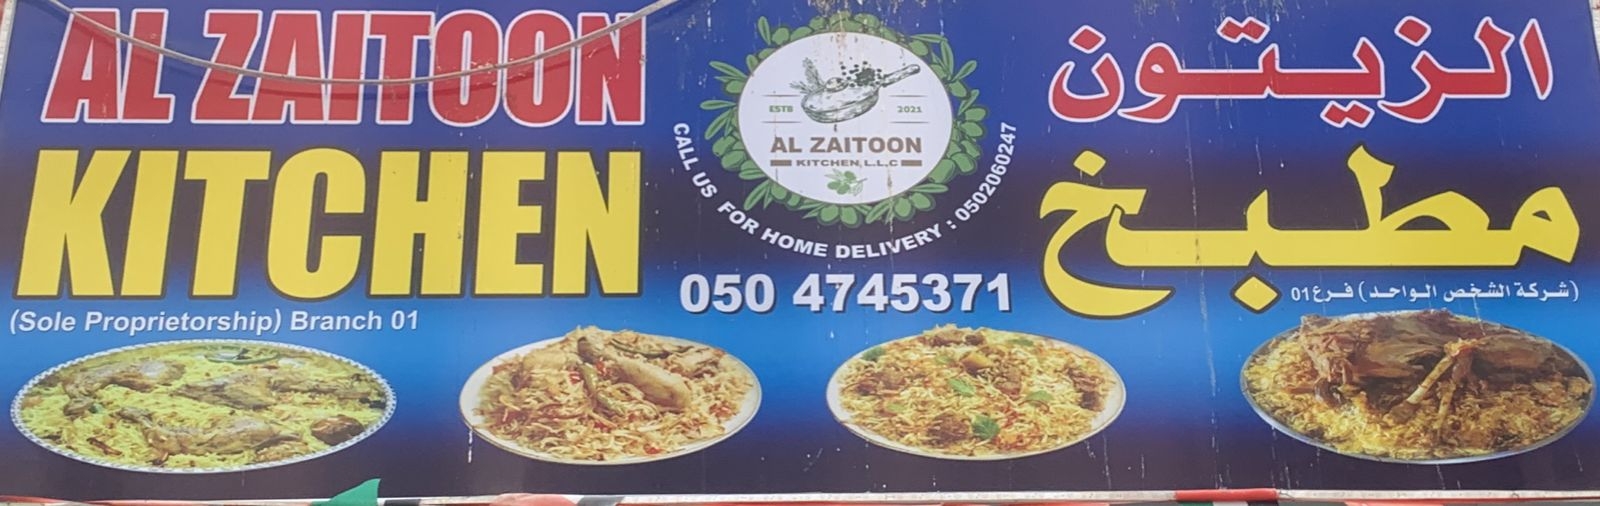 AL ZAITOON
KITCHEN
(Sole Proprietorship) Branch 01
ESTB 2021
AL ZAITOON
KITCHEN L.L.C
CALL US FOR HOME DELIVERY : 0502060247
050 4745371
الزيتون
مطبخ
(شركة الشخص الواحد) فرع 01